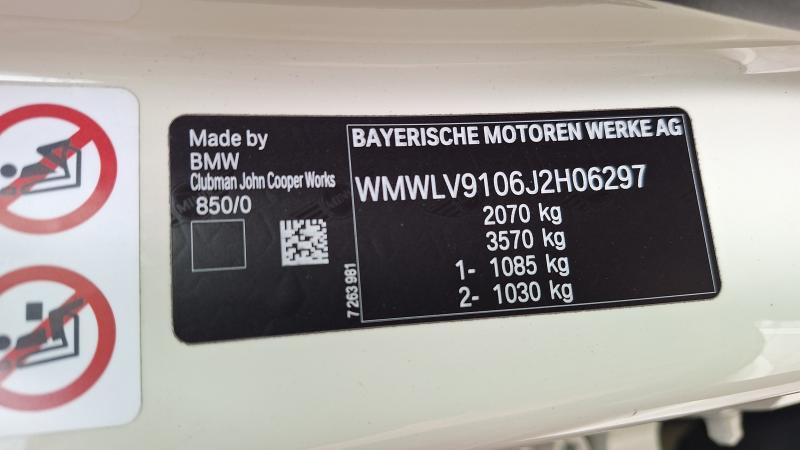 Made by
BMW
Clubman John Cooper Works
850/0
7 263 981
BAYERISCHE MOTOREN WERKE AG
WMWLV9106J2H06297
2070 kg
3570 kg
1- 1085 kg
2- 1030 kg